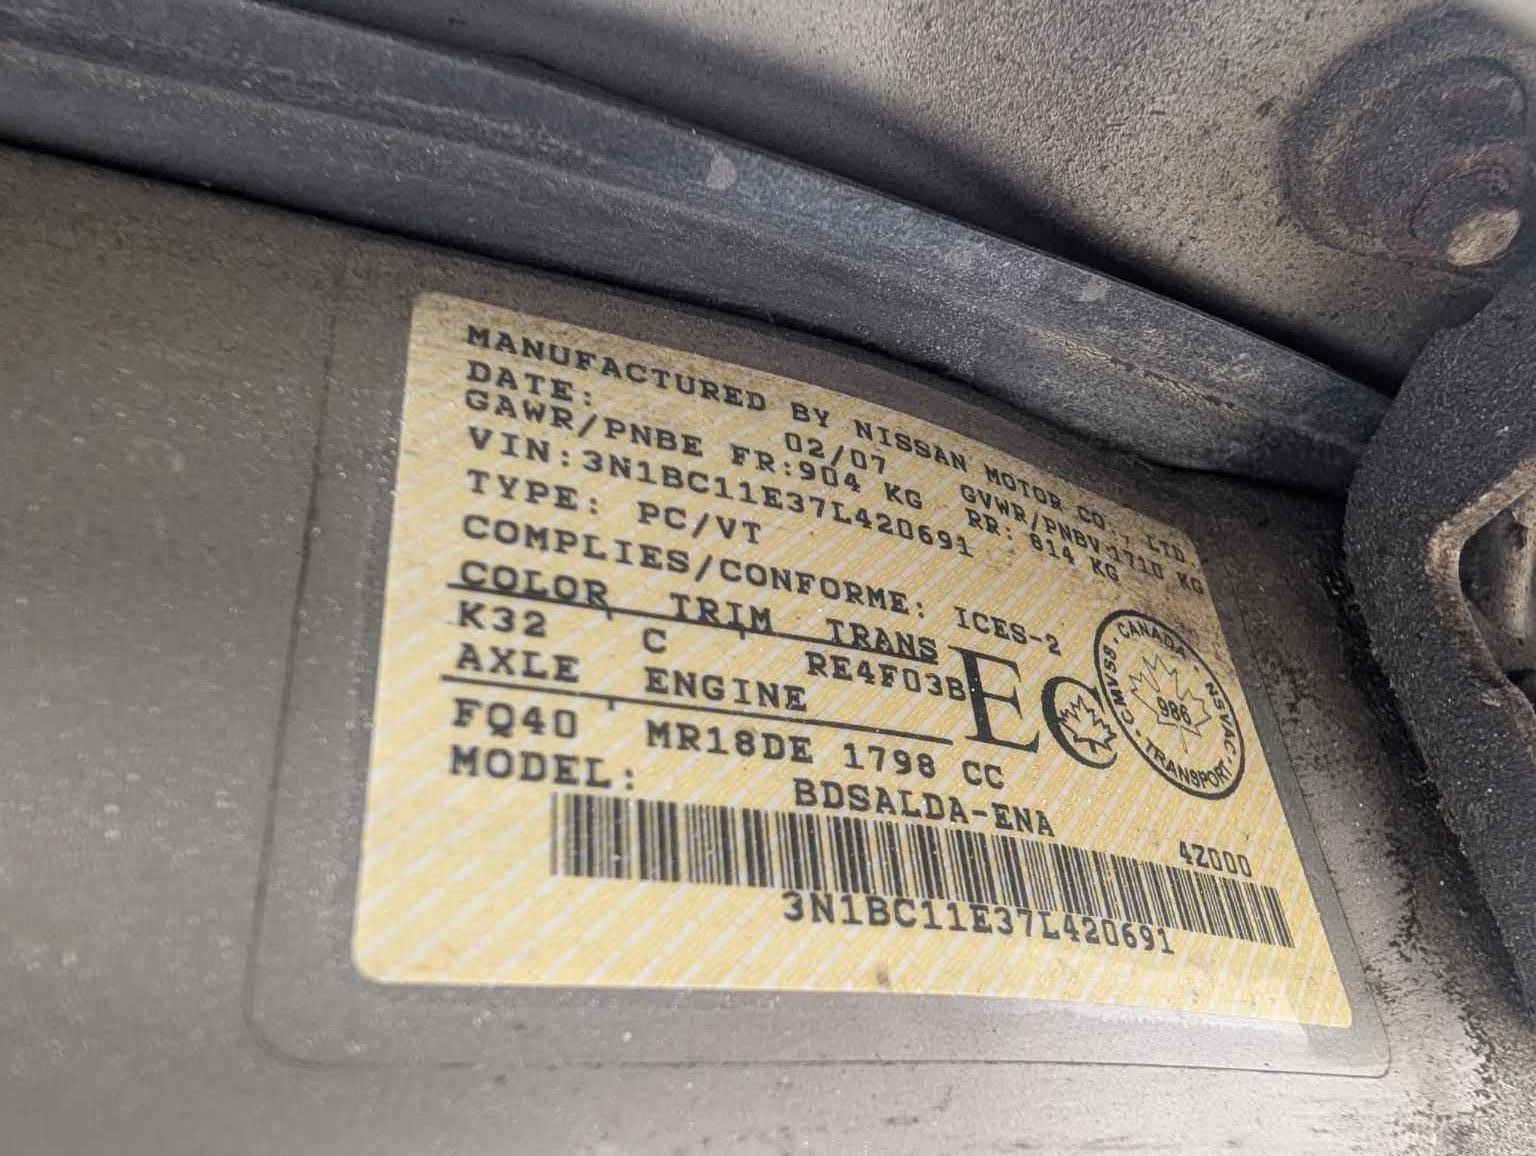 MANUFACTURED BY NISSAN MOTOR CO., LTD.
DATE: 02/07 GVWR/PNBV:1710 KG
GAWR/PNBE FR:904 KG RR: 814 KG
VIN:3N1BC11E37L420691
TYPE: PC/VT
COMPLIES/CONFORME: ICES-2
COLOR TRIM TRANS
K32 C RE4F03B
AXLE ENGINE
FQ40 MR18DE 1798 CC
MODEL: BDSALDA-ENA
EC
CANADA · NSVAC · TRANSPORT · CMVSS ·
986
42000
3N1BC11E37L420691